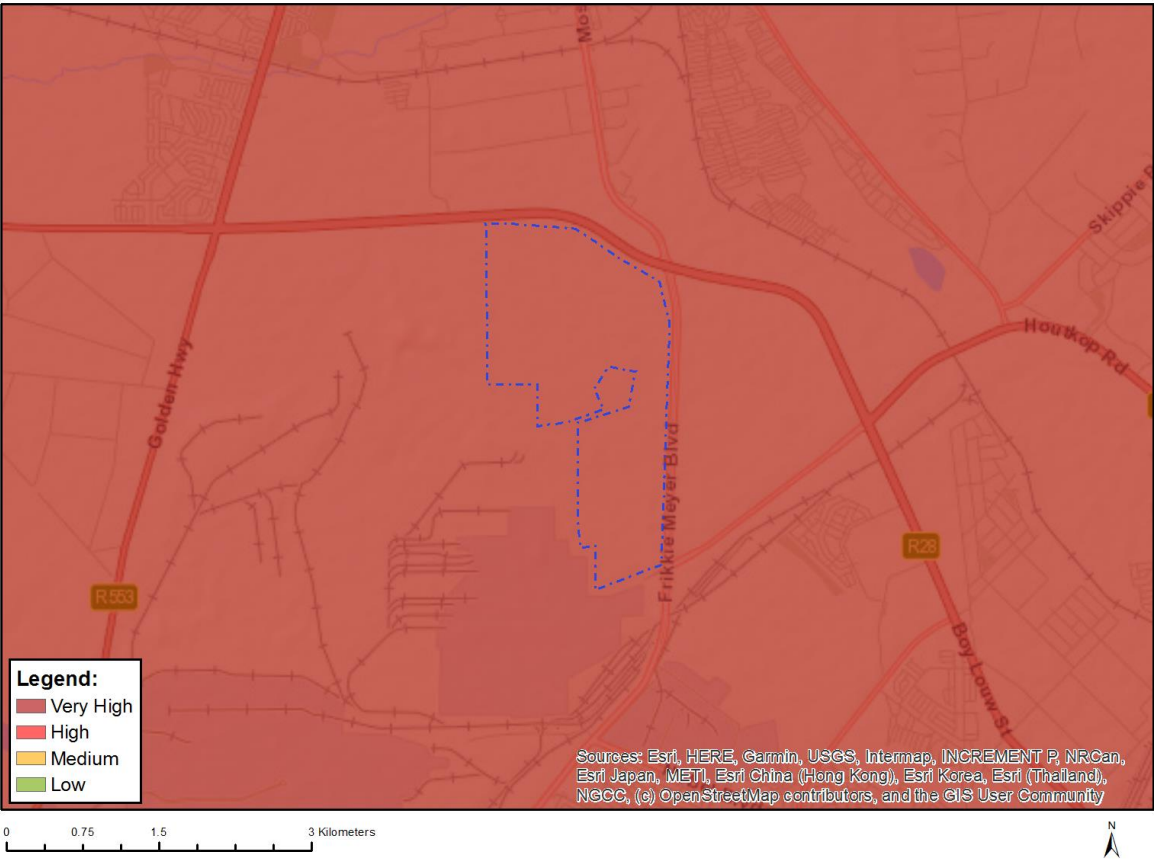 Mos
Skippie R
Houtkop Rd
Golden Hwy
Frikkie Meyer Blvd
R28
R553
Boy Louw St
Legend:
Very High
High
Medium
Low
Sources: Esri, HERE, Garmin, USGS, Intermap, INCREMENT P, NRCan,
Esri Japan, METI, Esri China (Hong Kong), Esri Korea, Esri (Thailand),
NGCC, (c) OpenStreetMap contributors, and the GIS User Community
0 0.75 1.5 3 Kilometers
N